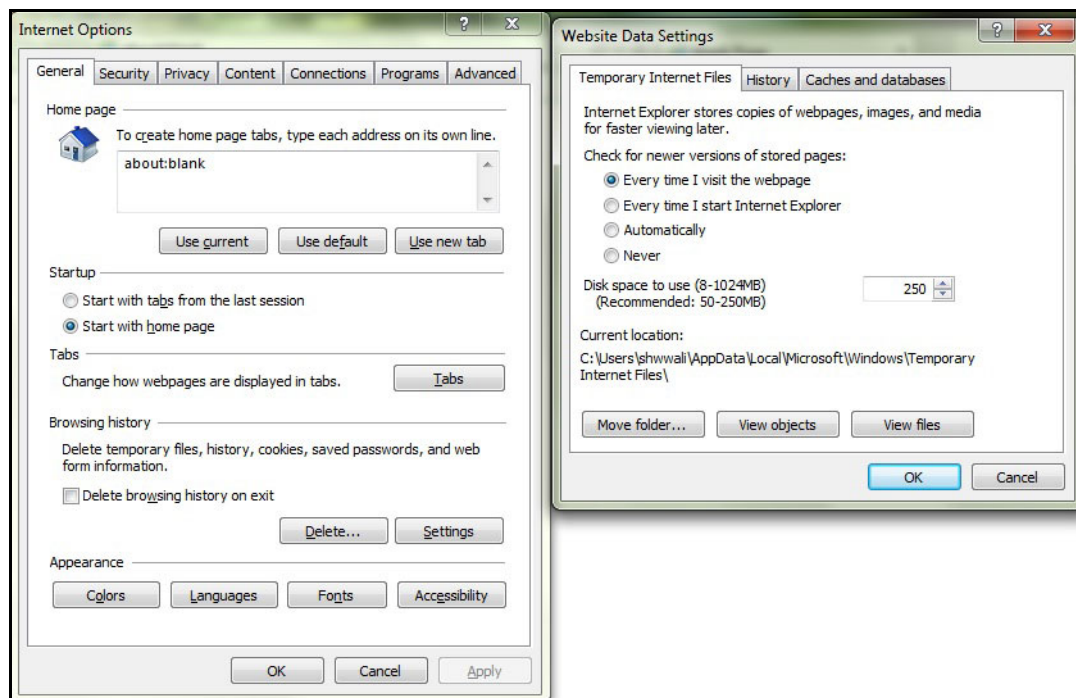 Internet Options
General Security Privacy Content Connections Programs Advanced
Home page
To create home page tabs, type each address on its own line.
about:blank
Use current Use default Use new tab
Startup
Start with tabs from the last session
Start with home page
Tabs
Change how webpages are displayed in tabs.
Tabs
Browsing history
Delete temporary files, history, cookies, saved passwords, and web
form information.
Delete browsing history on exit
Delete... Settings
Appearance
Colors Languages Fonts Accessibility
OK Cancel Apply
Website Data Settings
Temporary Internet Files History Caches and databases
Internet Explorer stores copies of webpages, images, and media
for faster viewing later.
Check for newer versions of stored pages:
Every time I visit the webpage
Every time I start Internet Explorer
Automatically
Never
Disk space to use (8-1024MB)
(Recommended: 50-250MB)
250
Current location:
C:\Users\shwwali\AppData\Local\Microsoft\Windows\Temporary
Internet Files\
Move folder... View objects View files
OK Cancel